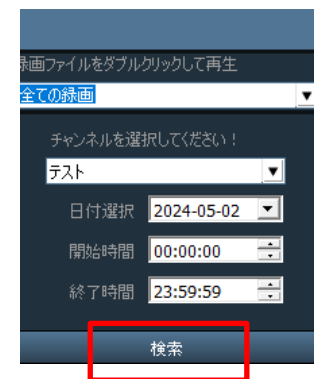 録画ファイルをダブルクリックして再生
全ての録画
チャンネルを選択してください！
テスト
日付選択 2024-05-02
開始時間 00:00:00
終了時間 23:59:59
検索